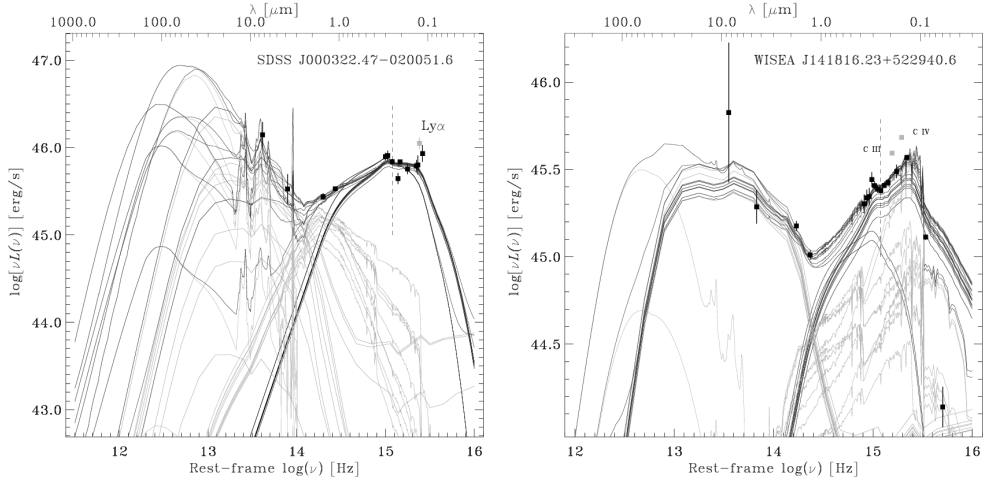 λ [μm]
1000.0 100.0 10.0 1.0 0.1
SDSS J000322.47−020051.6
Lyα
47.0
46.0
45.0
44.0
43.0
log[νL(ν) [erg/s]
12 13 14 15 16
Rest−frame log(ν) [Hz]
λ [μm]
100.0 10.0 1.0 0.1
WISEA J141816.23+522940.6
C IV
C III
46.0
45.5
45.0
44.5
log[νL(ν) [erg/s]
12 13 14 15 16
Rest−frame log(ν) [Hz]